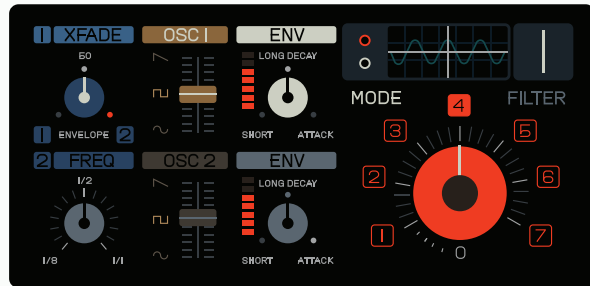 1 XFADE
OSC 1
ENV
50
LONG DECAY
1 ENVELOPE 2
SHORT ATTACK
2 FREQ
OSC 2
ENV
1/2
LONG DECAY
1/8 1/1
SHORT ATTACK
MODE
FILTER
4
3 5
2 6
1 7
0